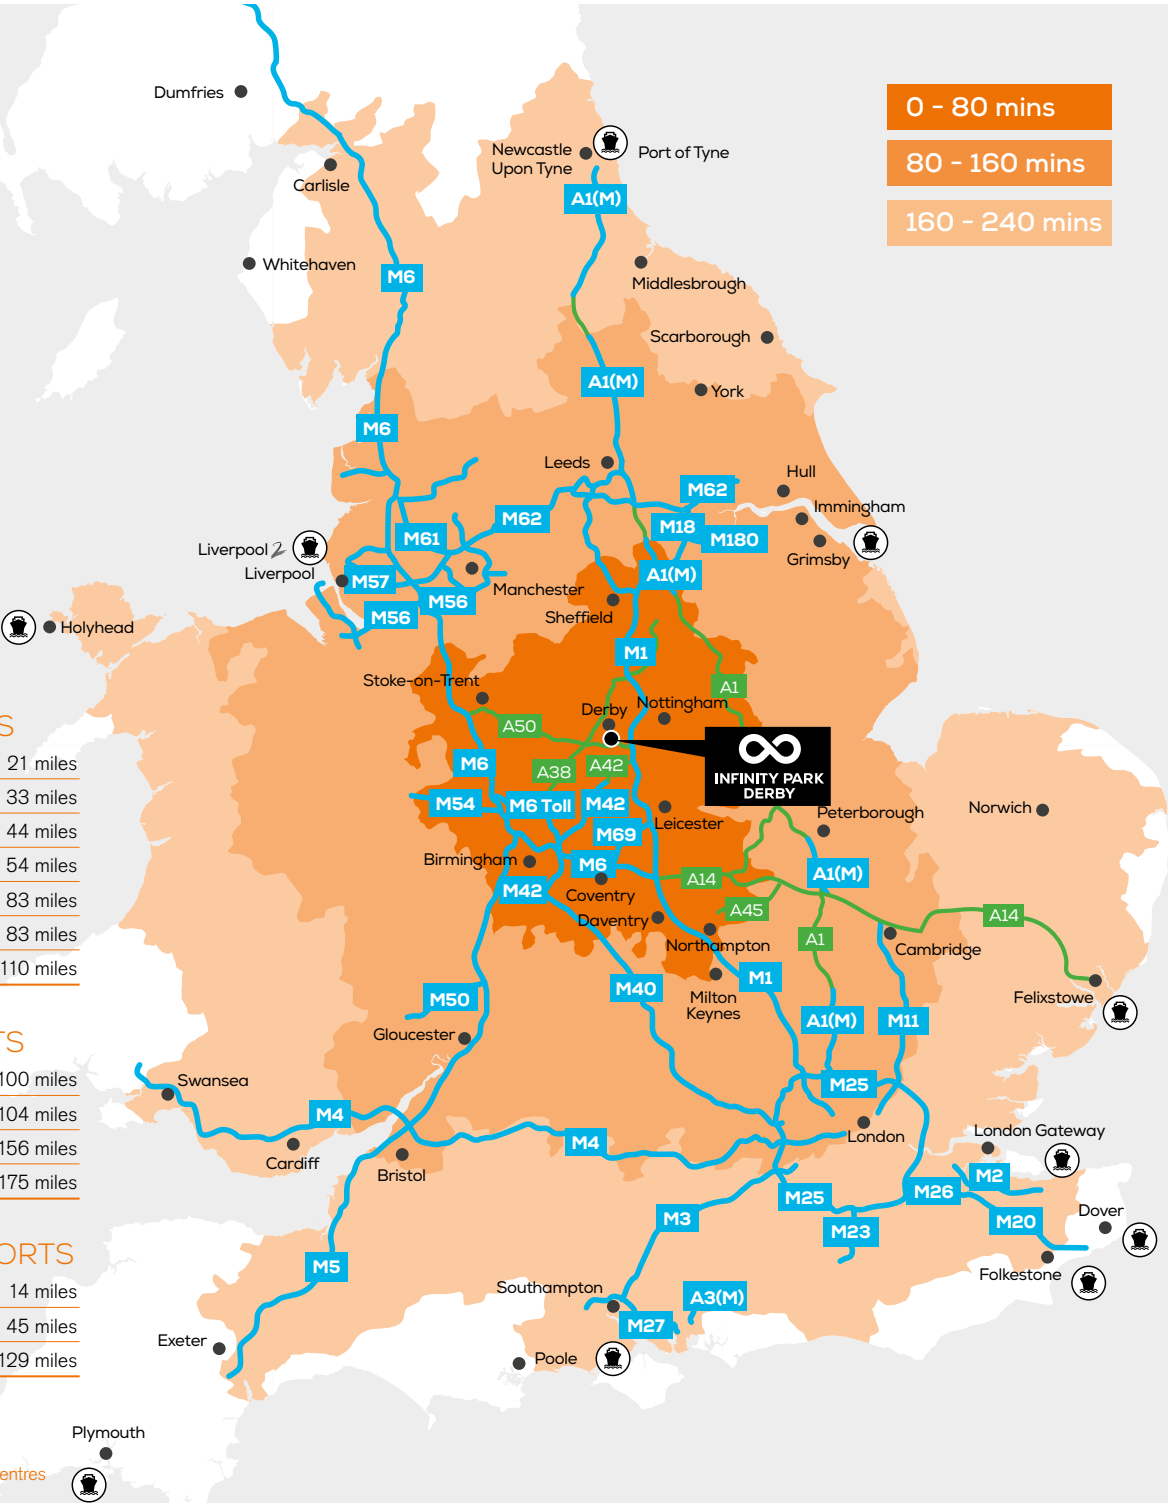 Dumfries
0 - 80 mins
Newcastle
Upon Tyne
Port of Tyne
80 - 160 mins
Carlisle
A1(M)
160 - 240 mins
Whitehaven
M6
Middlesbrough
Scarborough
A1(M)
York
M6
Leeds
Hull
M62
Immingham
M62
M18
M61
M180
Liverpool 2
Grimsby
Liverpool
M57
A1(M)
Manchester
M56
M56
Sheffield
Holyhead
M1
Stoke-on-Trent
A1
Nottingham
Derby
S
A50
21 miles
M6
A38
A42
INFINITY PARK
DERBY
33 miles
M54
M6 Toll
M42
Leicester
Peterborough
Norwich
44 miles
M69
54 miles
Birmingham
M6
A1(M)
83 miles
M42
Coventry
A14
83 miles
Daventry
A45
A14
Northampton
A1
Cambridge
110 miles
M40
M1
M50
Milton
Keynes
Felixstowe
Gloucester
A1(M)
M11
TS
100 miles
Swansea
M25
104 miles
M4
London
London Gateway
156 miles
Cardiff
M4
Bristol
175 miles
M25
M26
M2
M3
M23
M20
Dover
ORTS
M5
Folkestone
14 miles
Southampton
A3(M)
45 miles
M27
Exeter
129 miles
Poole
Plymouth
entres